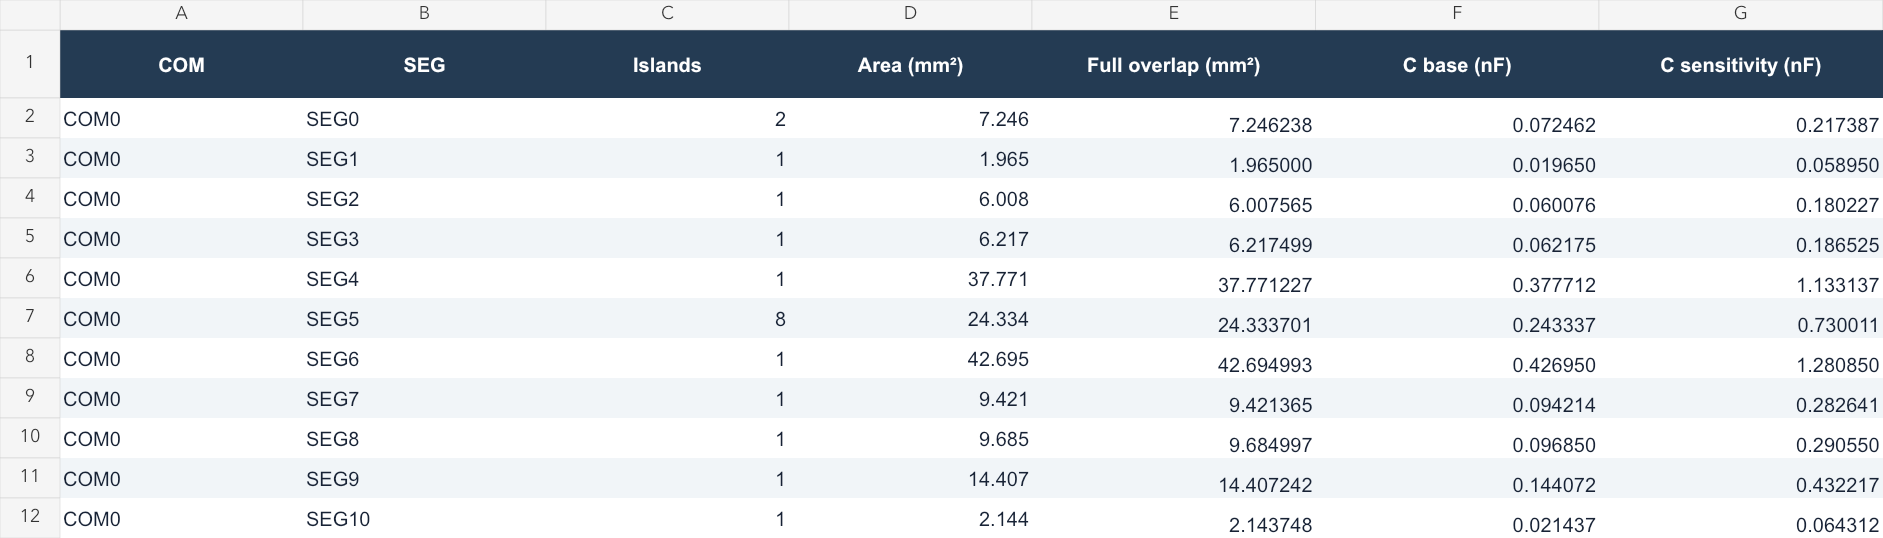 A B C D E F G
1 COM SEG Islands Area (mm²) Full overlap (mm²) C base (nF) C sensitivity (nF)
2 COM0 SEG0 2 7.246 7.246238 0.072462 0.217387
3 COM0 SEG1 1 1.965 1.965000 0.019650 0.058950
4 COM0 SEG2 1 6.008 6.007565 0.060076 0.180227
5 COM0 SEG3 1 6.217 6.217499 0.062175 0.186525
6 COM0 SEG4 1 37.771 37.771227 0.377712 1.133137
7 COM0 SEG5 8 24.334 24.333701 0.243337 0.730011
8 COM0 SEG6 1 42.695 42.694993 0.426950 1.280850
9 COM0 SEG7 1 9.421 9.421365 0.094214 0.282641
10 COM0 SEG8 1 9.685 9.684997 0.096850 0.290550
11 COM0 SEG9 1 14.407 14.407242 0.144072 0.432217
12 COM0 SEG10 1 2.144 2.143748 0.021437 0.064312